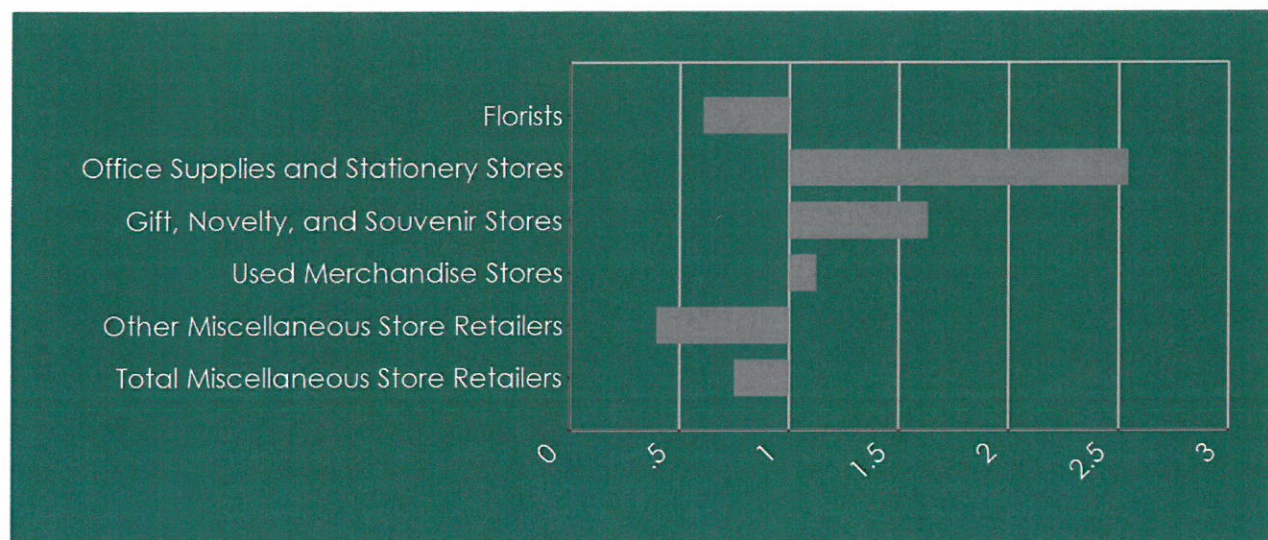 Florists
Office Supplies and Stationery Stores
Gift, Novelty, and Souvenir Stores
Used Merchandise Stores
Other Miscellaneous Store Retailers
Total Miscellaneous Store Retailers
0 .5 1 1.5 2 2.5 3